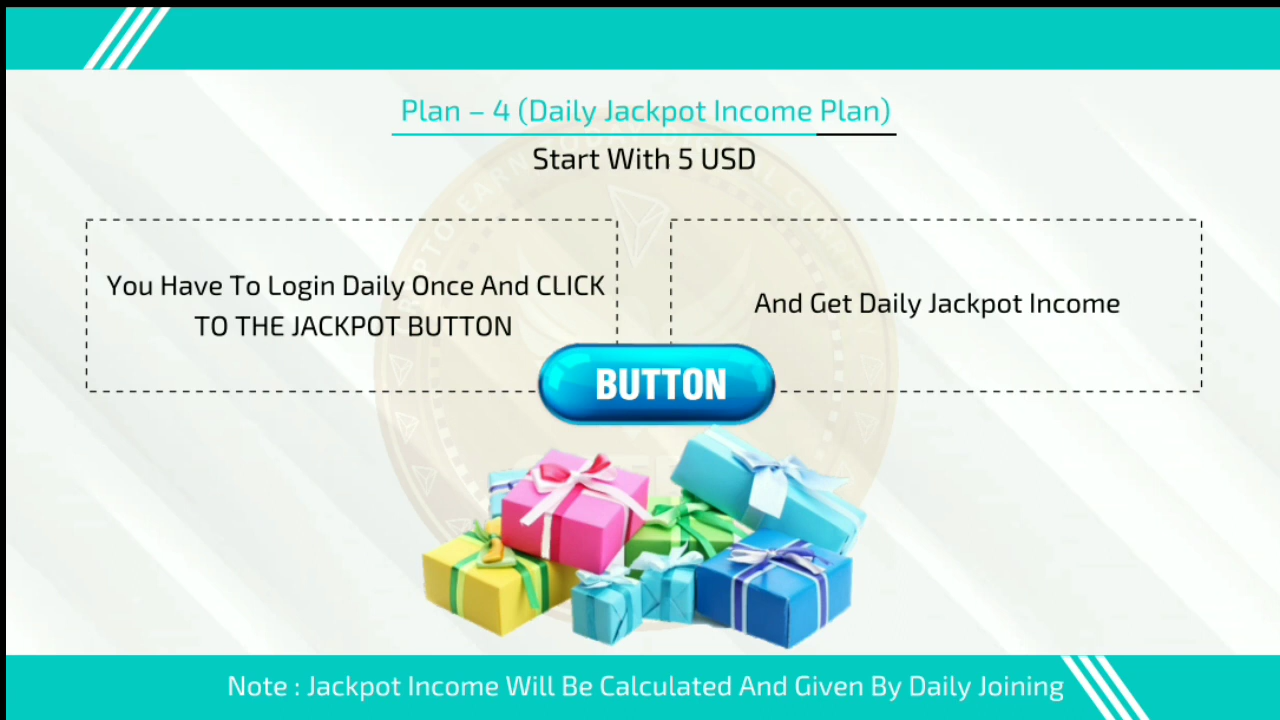 Plan – 4 (Daily Jackpot Income Plan)
Start With 5 USD
You Have To Login Daily Once And CLICK
TO THE JACKPOT BUTTON
And Get Daily Jackpot Income
BUTTON
Note : Jackpot Income Will Be Calculated And Given By Daily Joining